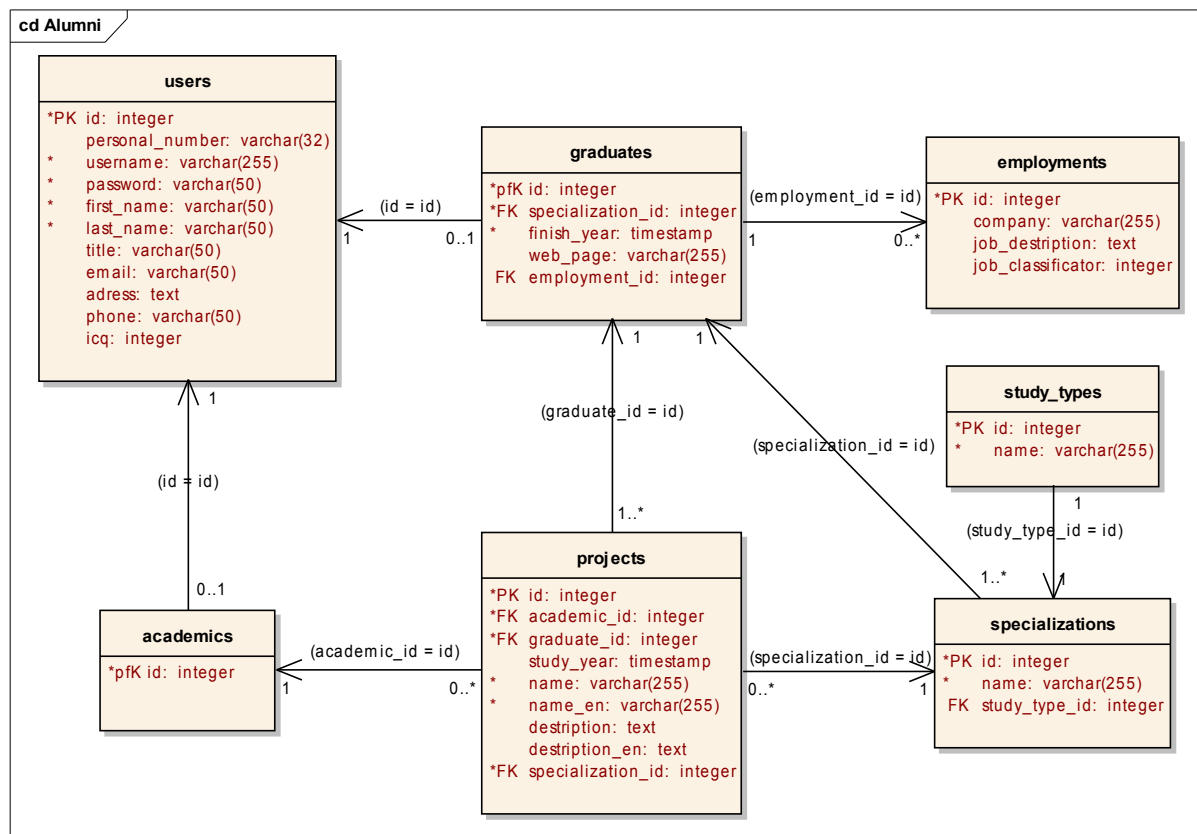 cd Alumni
users
*PK id: integer
personal_number: varchar(32)
* username: varchar(255)
* password: varchar(50)
* first_name: varchar(50)
* last_name: varchar(50)
title: varchar(50)
email: varchar(50)
adress: text
phone: varchar(50)
icq: integer
(id = id)
1
0..1
graduates
*pfK id: integer
*FK specialization_id: integer
* finish_year: timestamp
web_page: varchar(255)
FK employment_id: integer
(employment_id = id)
1
0..*
employments
*PK id: integer
company: varchar(255)
job_destription: text
job_classificator: integer
1
(id = id)
0..1
1
(graduate_id = id)
1..*
1
(specialization_id = id)
1..*
study_types
*PK id: integer
* name: varchar(255)
1
(study_type_id = id)
1
academics
*pfK id: integer
(academic_id = id)
1
0..*
projects
*PK id: integer
*FK academic_id: integer
*FK graduate_id: integer
study_year: timestamp
* name: varchar(255)
* name_en: varchar(255)
destription: text
destription_en: text
*FK specialization_id: integer
(specialization_id = id)
0..*
1
specializations
*PK id: integer
* name: varchar(255)
FK study_type_id: integer